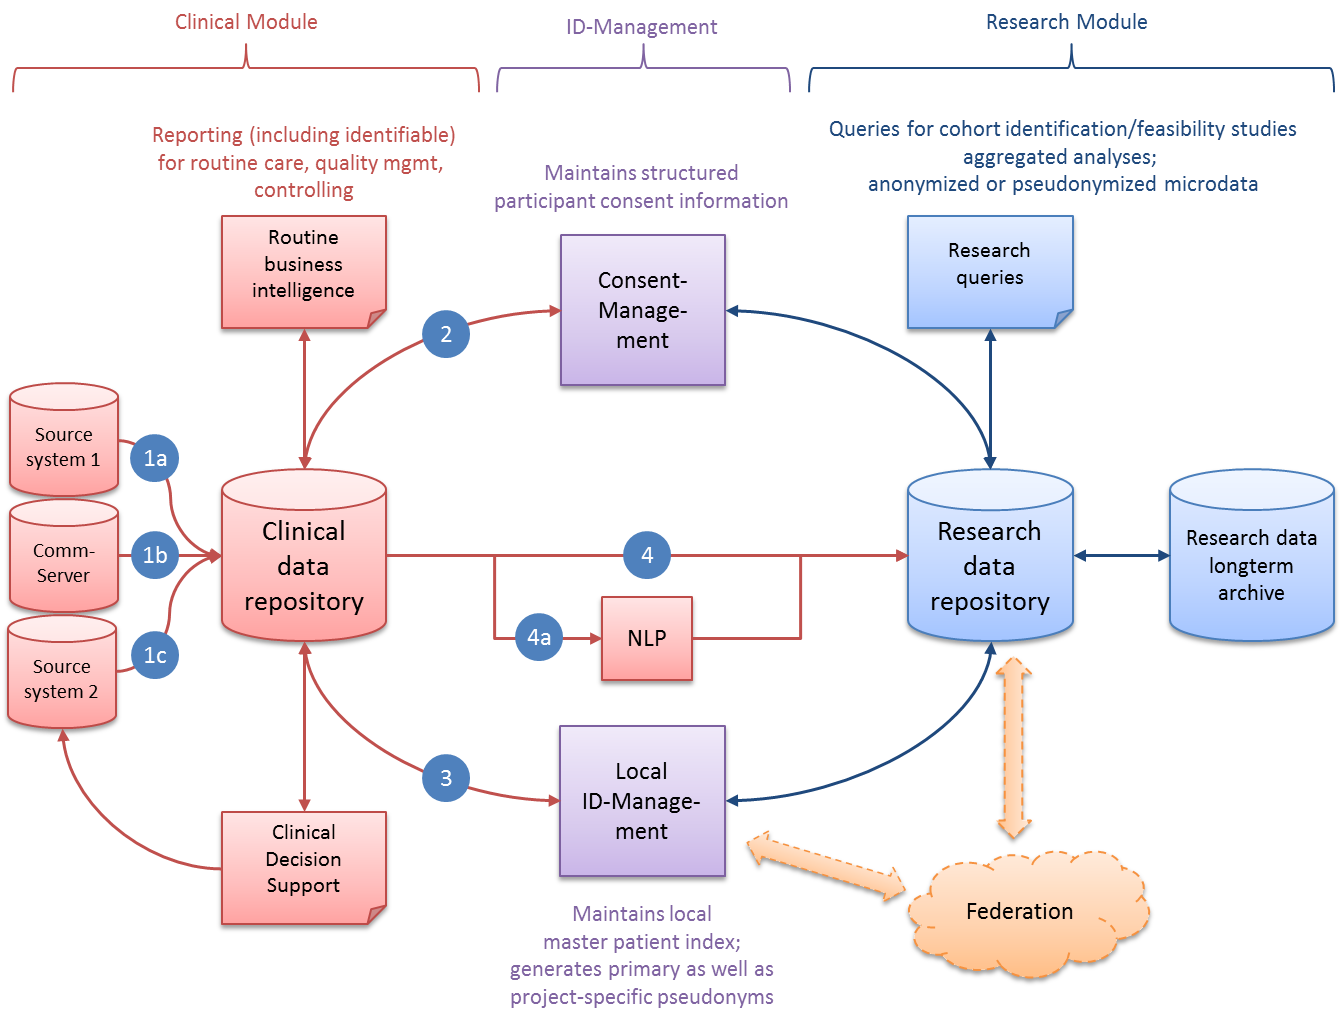 Clinical Module
ID-Management
Research Module
Reporting (including identifiable)
for routine care, quality mgmt,
controlling
Maintains structured
participant consent information
Queries for cohort identification/feasibility studies
aggregated analyses;
anonymized or pseudonymized microdata
Routine
business
intelligence
Consent-
Manage-
ment
Research
queries
2
Source
system 1
1a
Comm-
Server
1b
Source
system 2
1c
Clinical
data
repository
4
4a
NLP
Research
data
repository
Research data
longterm
archive
3
Local
ID-Manage-
ment
Clinical
Decision
Support
Federation
Maintains local
master patient index;
generates primary as well as
project-specific pseudonyms